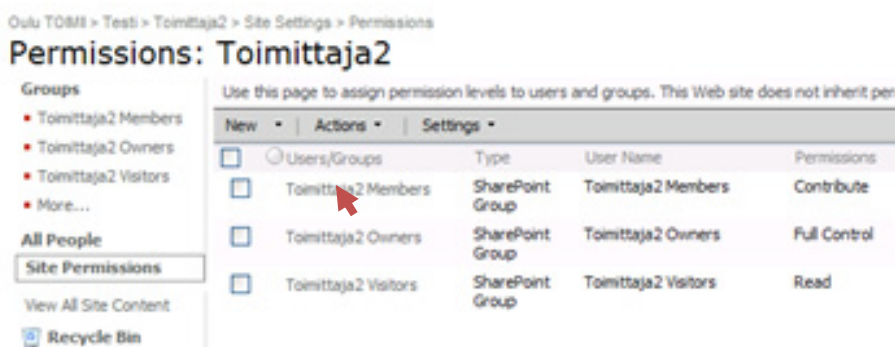 Oulu TOIMII > Testi > Toimittaja2 > Site Settings > Permissions
Permissions: Toimittaja2
Groups
Toimittaja2 Members
Toimittaja2 Owners
Toimittaja2 Visitors
More...
All People
Site Permissions
View All Site Content
Recycle Bin
Use this page to assign permission levels to users and groups. This Web site does not inherit per
New Actions Settings
Users/Groups Type User Name Permissions
Toimittaja2 Members SharePoint Group Toimittaja2 Members Contribute
Toimittaja2 Owners SharePoint Group Toimittaja2 Owners Full Control
Toimittaja2 Visitors SharePoint Group Toimittaja2 Visitors Read